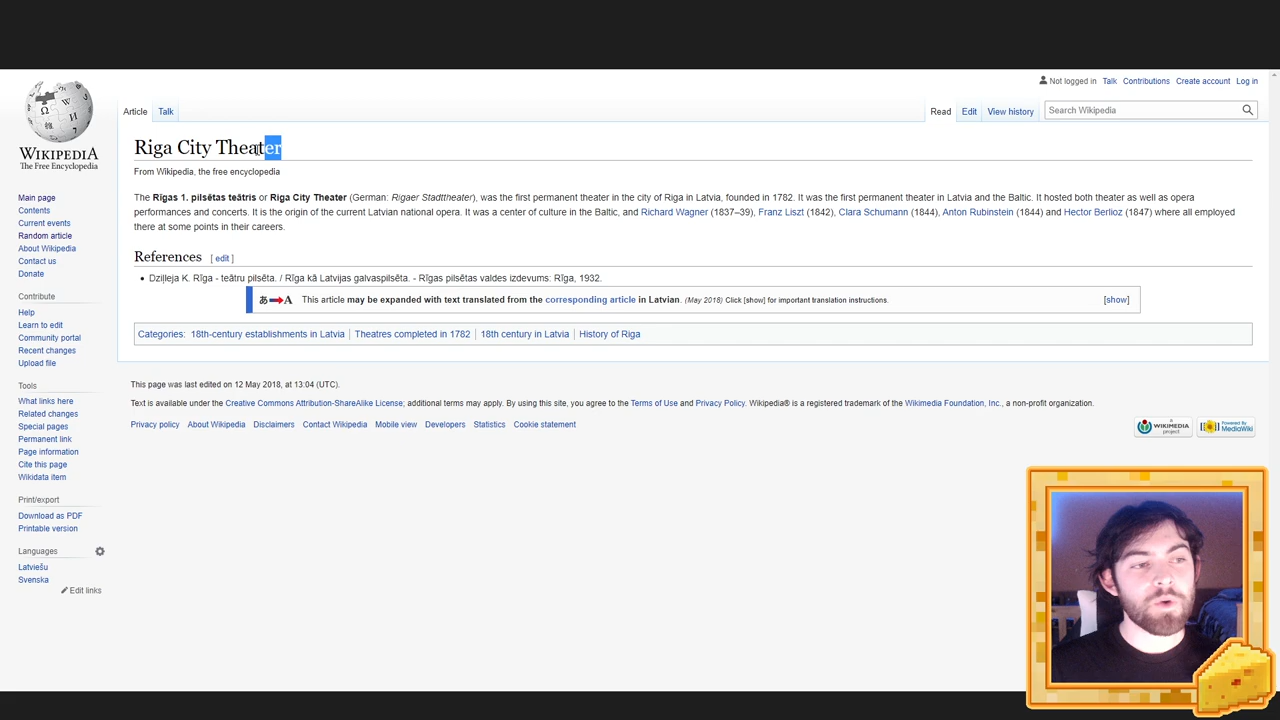 Not logged in Talk Contributions Create account Log in
Article Talk Read Edit View history Search Wikipedia
WIKIPEDIA
The Free Encyclopedia
Main page
Contents
Current events
Random article
About Wikipedia
Contact us
Donate
Contribute
Help
Learn to edit
Community portal
Recent changes
Upload file
Tools
What links here
Related changes
Special pages
Permanent link
Page information
Cite this page
Wikidata item
Print/export
Download as PDF
Printable version
Languages
Latviešu
Svenska
Edit links
Riga City Theater
From Wikipedia, the free encyclopedia
The Rīgas 1. pilsētas teātris or Riga City Theater (German: Rigaer Stadttheater), was the first permanent theater in the city of Riga in Latvia, founded in 1782. It was the first permanent theater in Latvia and the Baltic. It hosted both theater as well as opera
performances and concerts. It is the origin of the current Latvian national opera. It was a center of culture in the Baltic, and Richard Wagner (1837–39), Franz Liszt (1842), Clara Schumann (1844), Anton Rubinstein (1844) and Hector Berlioz (1847) where all employed
there at some points in their careers.
References [ edit ]
• Dziļleja K. Rīga - teātru pilsēta. / Rīga kā Latvijas galvaspilsēta. - Rīgas pilsētas valdes izdevums: Rīga, 1932.
あ A This article may be expanded with text translated from the corresponding article in Latvian. (May 2018) Click [show] for important translation instructions. [show]
Categories: 18th-century establishments in Latvia | Theatres completed in 1782 | 18th century in Latvia | History of Riga
This page was last edited on 12 May 2018, at 13:04 (UTC).
Text is available under the Creative Commons Attribution-ShareAlike License; additional terms may apply. By using this site, you agree to the Terms of Use and Privacy Policy. Wikipedia® is a registered trademark of the Wikimedia Foundation, Inc., a non-profit organization.
Privacy policy About Wikipedia Disclaimers Contact Wikipedia Mobile view Developers Statistics Cookie statement
A WIKIMEDIA project
Powered By MediaWiki